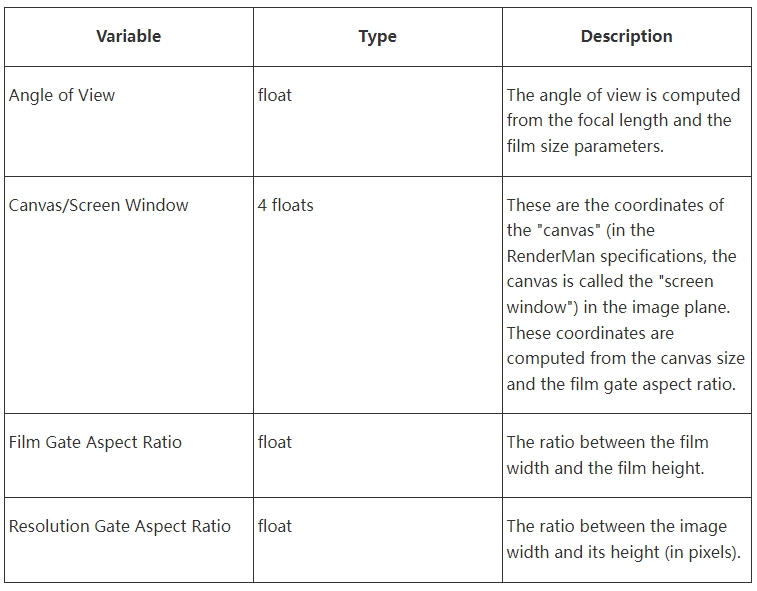 Variable Type Description
Angle of View float The angle of view is computed
from the focal length and the
film size parameters.
Canvas/Screen Window 4 floats These are the coordinates of
the "canvas" (in the
RenderMan specifications, the
canvas is called the "screen
window") in the image plane.
These coordinates are
computed from the canvas size
and the film gate aspect ratio.
Film Gate Aspect Ratio float The ratio between the film
width and the film height.
Resolution Gate Aspect Ratio float The ratio between the image
width and its height (in pixels).